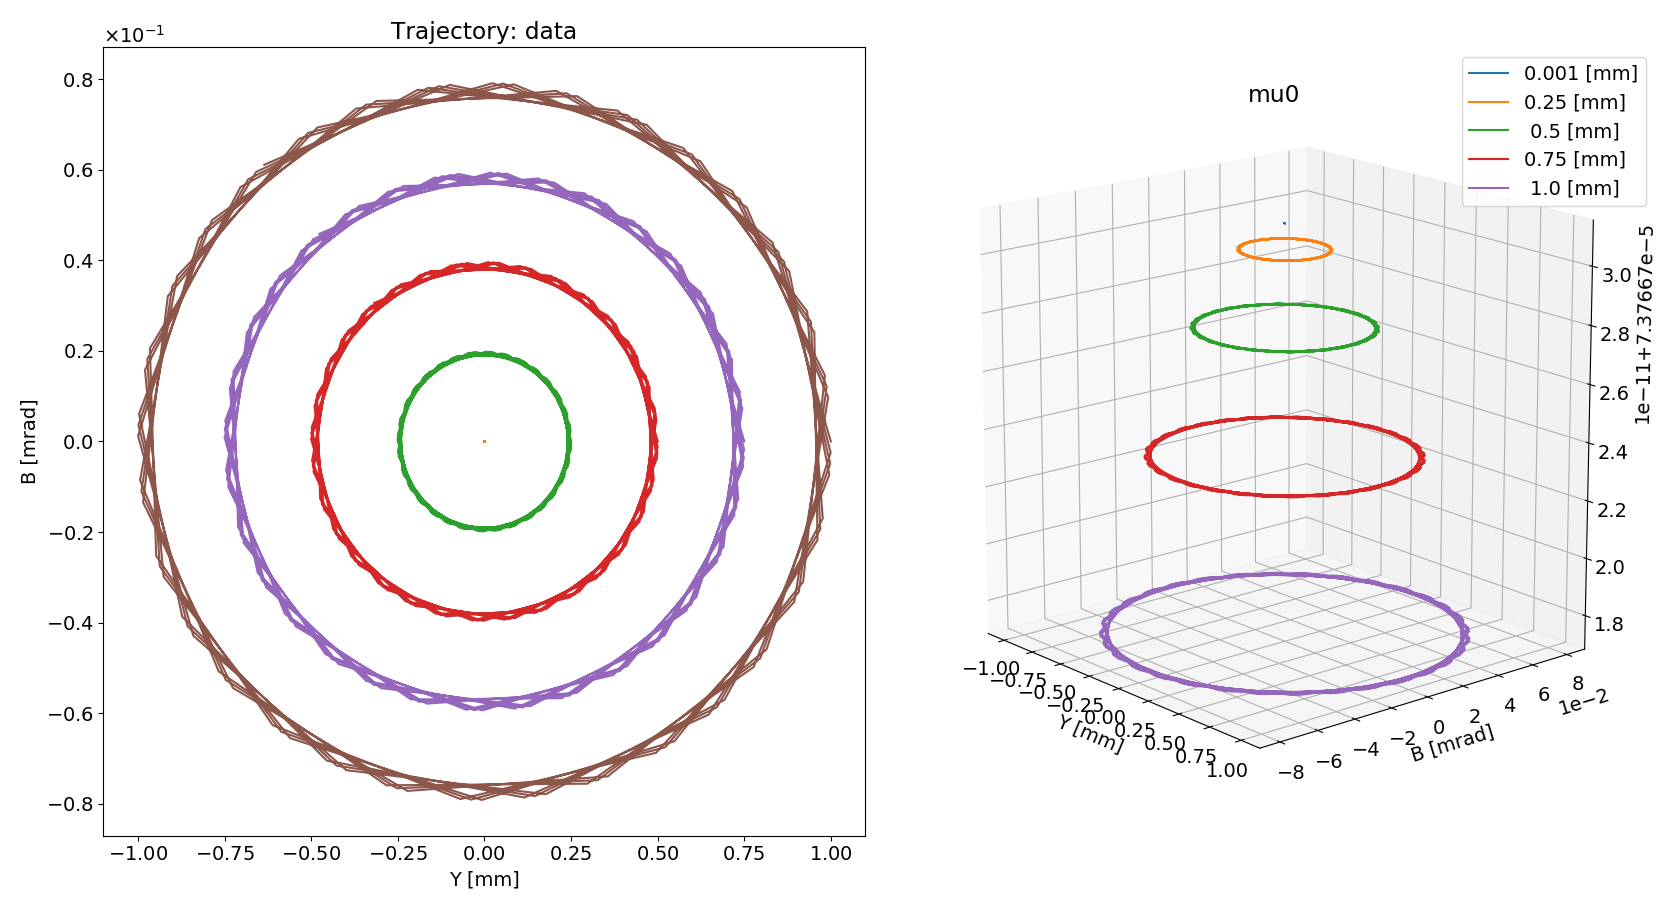 Trajectory: data
×10⁻¹
0.8
0.6
0.4
0.2
0.0
−0.2
−0.4
−0.6
−0.8
B [mrad]
−1.00 −0.75 −0.50 −0.25 0.00 0.25 0.50 0.75 1.00
Y [mm]
mu0
0.001 [mm]
0.25 [mm]
0.5 [mm]
0.75 [mm]
1.0 [mm]
1e−11+7.37667e−5
3.0
2.8
2.6
2.4
2.2
2.0
1.8
−1.00
−0.75
−0.50
−0.25
0.00
0.25
0.50
0.75
1.00
Y [mm]
−8
−6
−4
−2
0
2
4
6
8
1e−2
B [mrad]